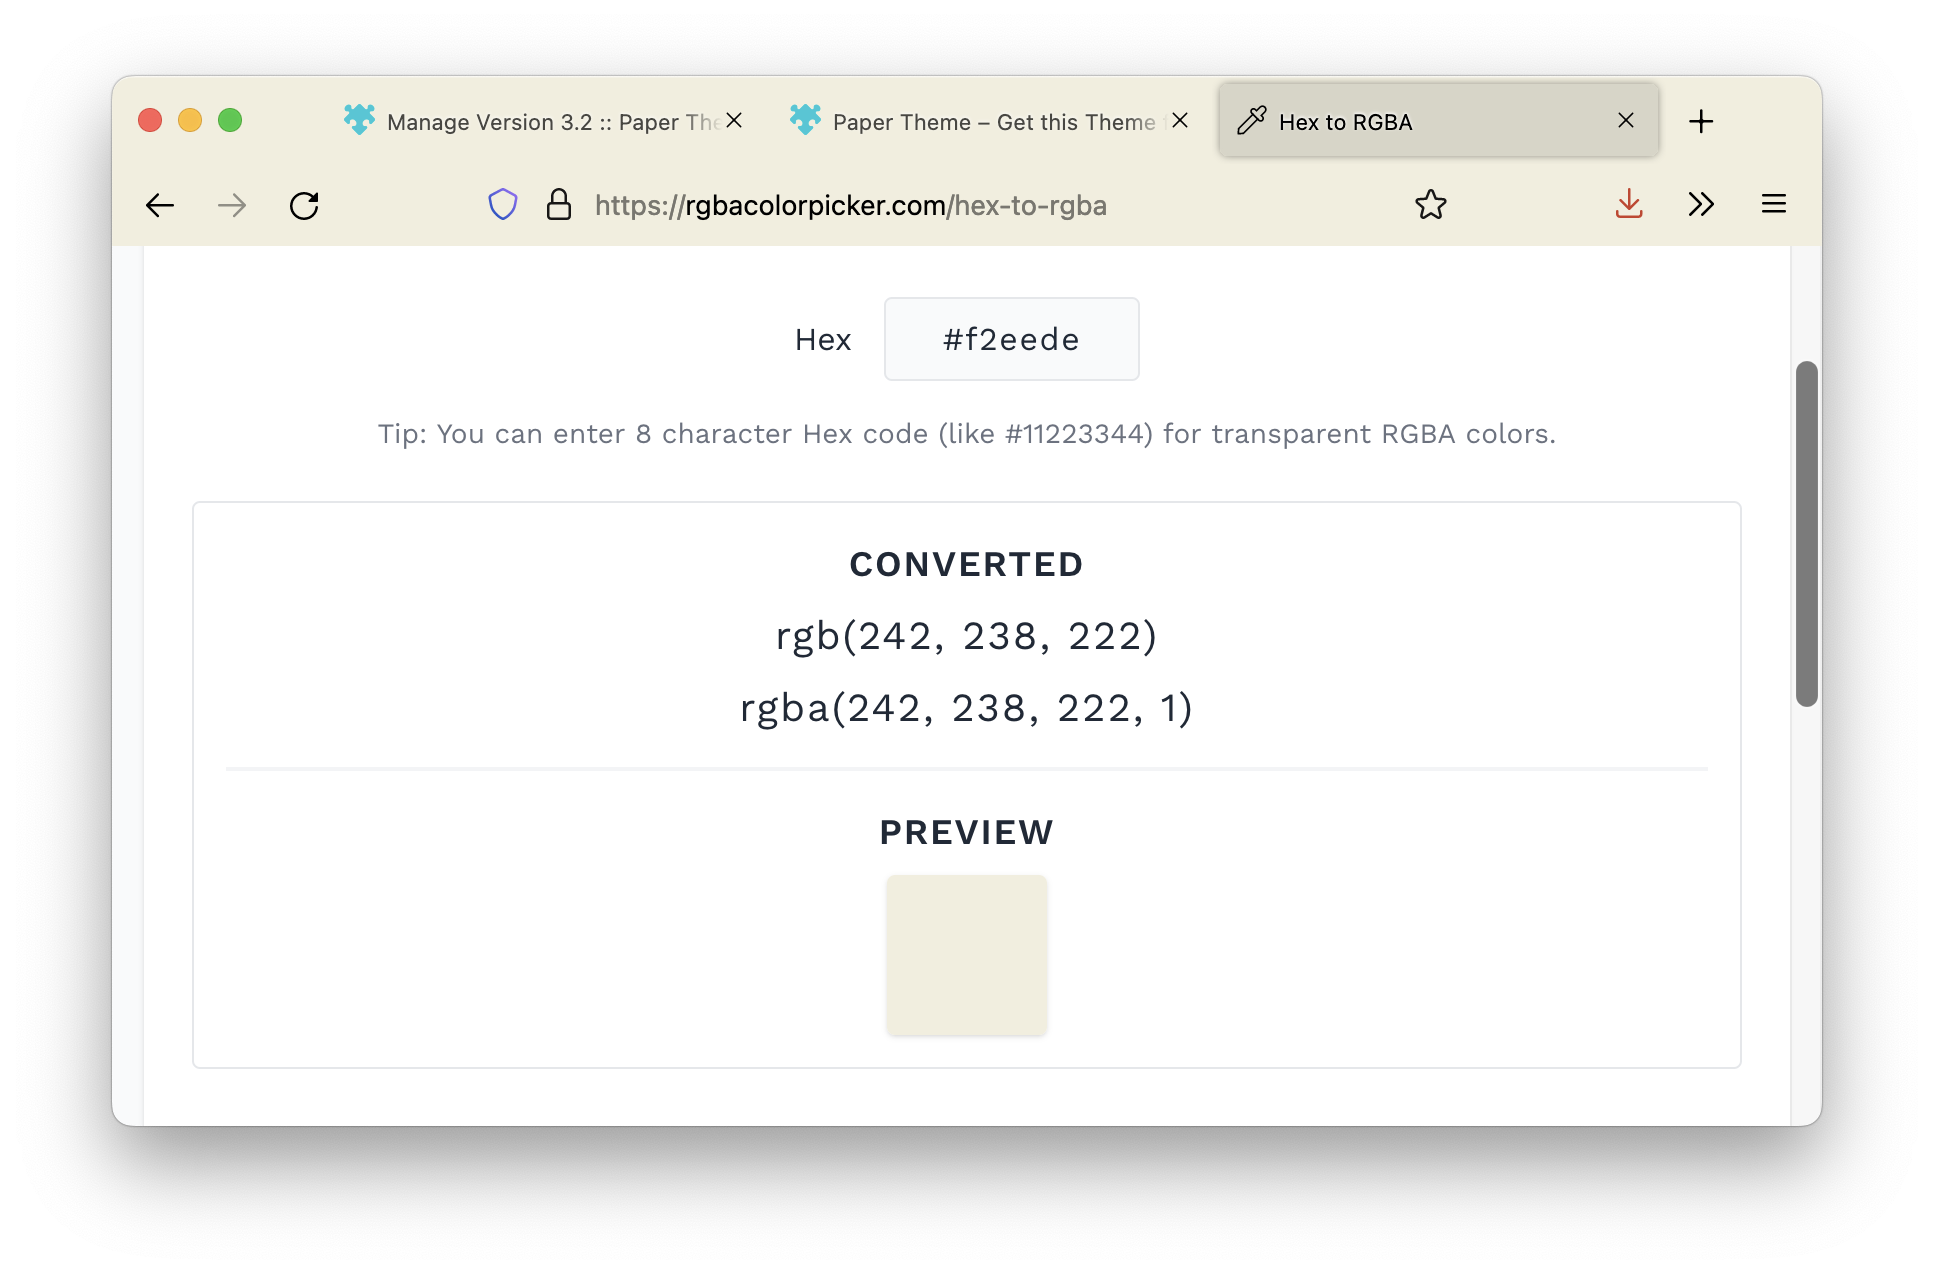 Manage Version 3.2 :: Paper The
Paper Theme – Get this Theme
Hex to RGBA
https://rgbacolorpicker.com/hex-to-rgba
Hex
#f2eede
Tip: You can enter 8 character Hex code (like #11223344) for transparent RGBA colors.
CONVERTED
rgb(242, 238, 222)
rgba(242, 238, 222, 1)
PREVIEW